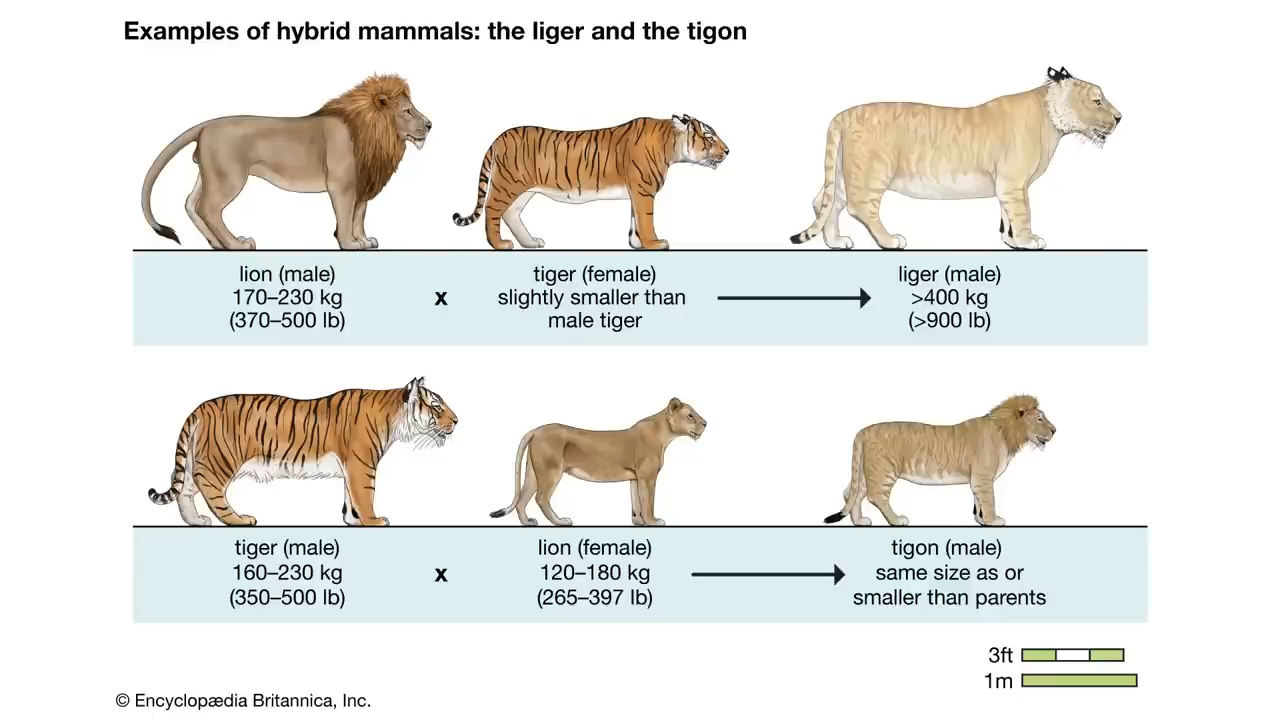 Examples of hybrid mammals: the liger and the tigon
lion (male)
170–230 kg
(370–500 lb)
x
tiger (female)
slightly smaller than
male tiger
liger (male)
>400 kg
(>900 lb)
tiger (male)
160–230 kg
(350–500 lb)
x
lion (female)
120–180 kg
(265–397 lb)
tigon (male)
same size as or
smaller than parents
3ft
1m
© Encyclopædia Britannica, Inc.